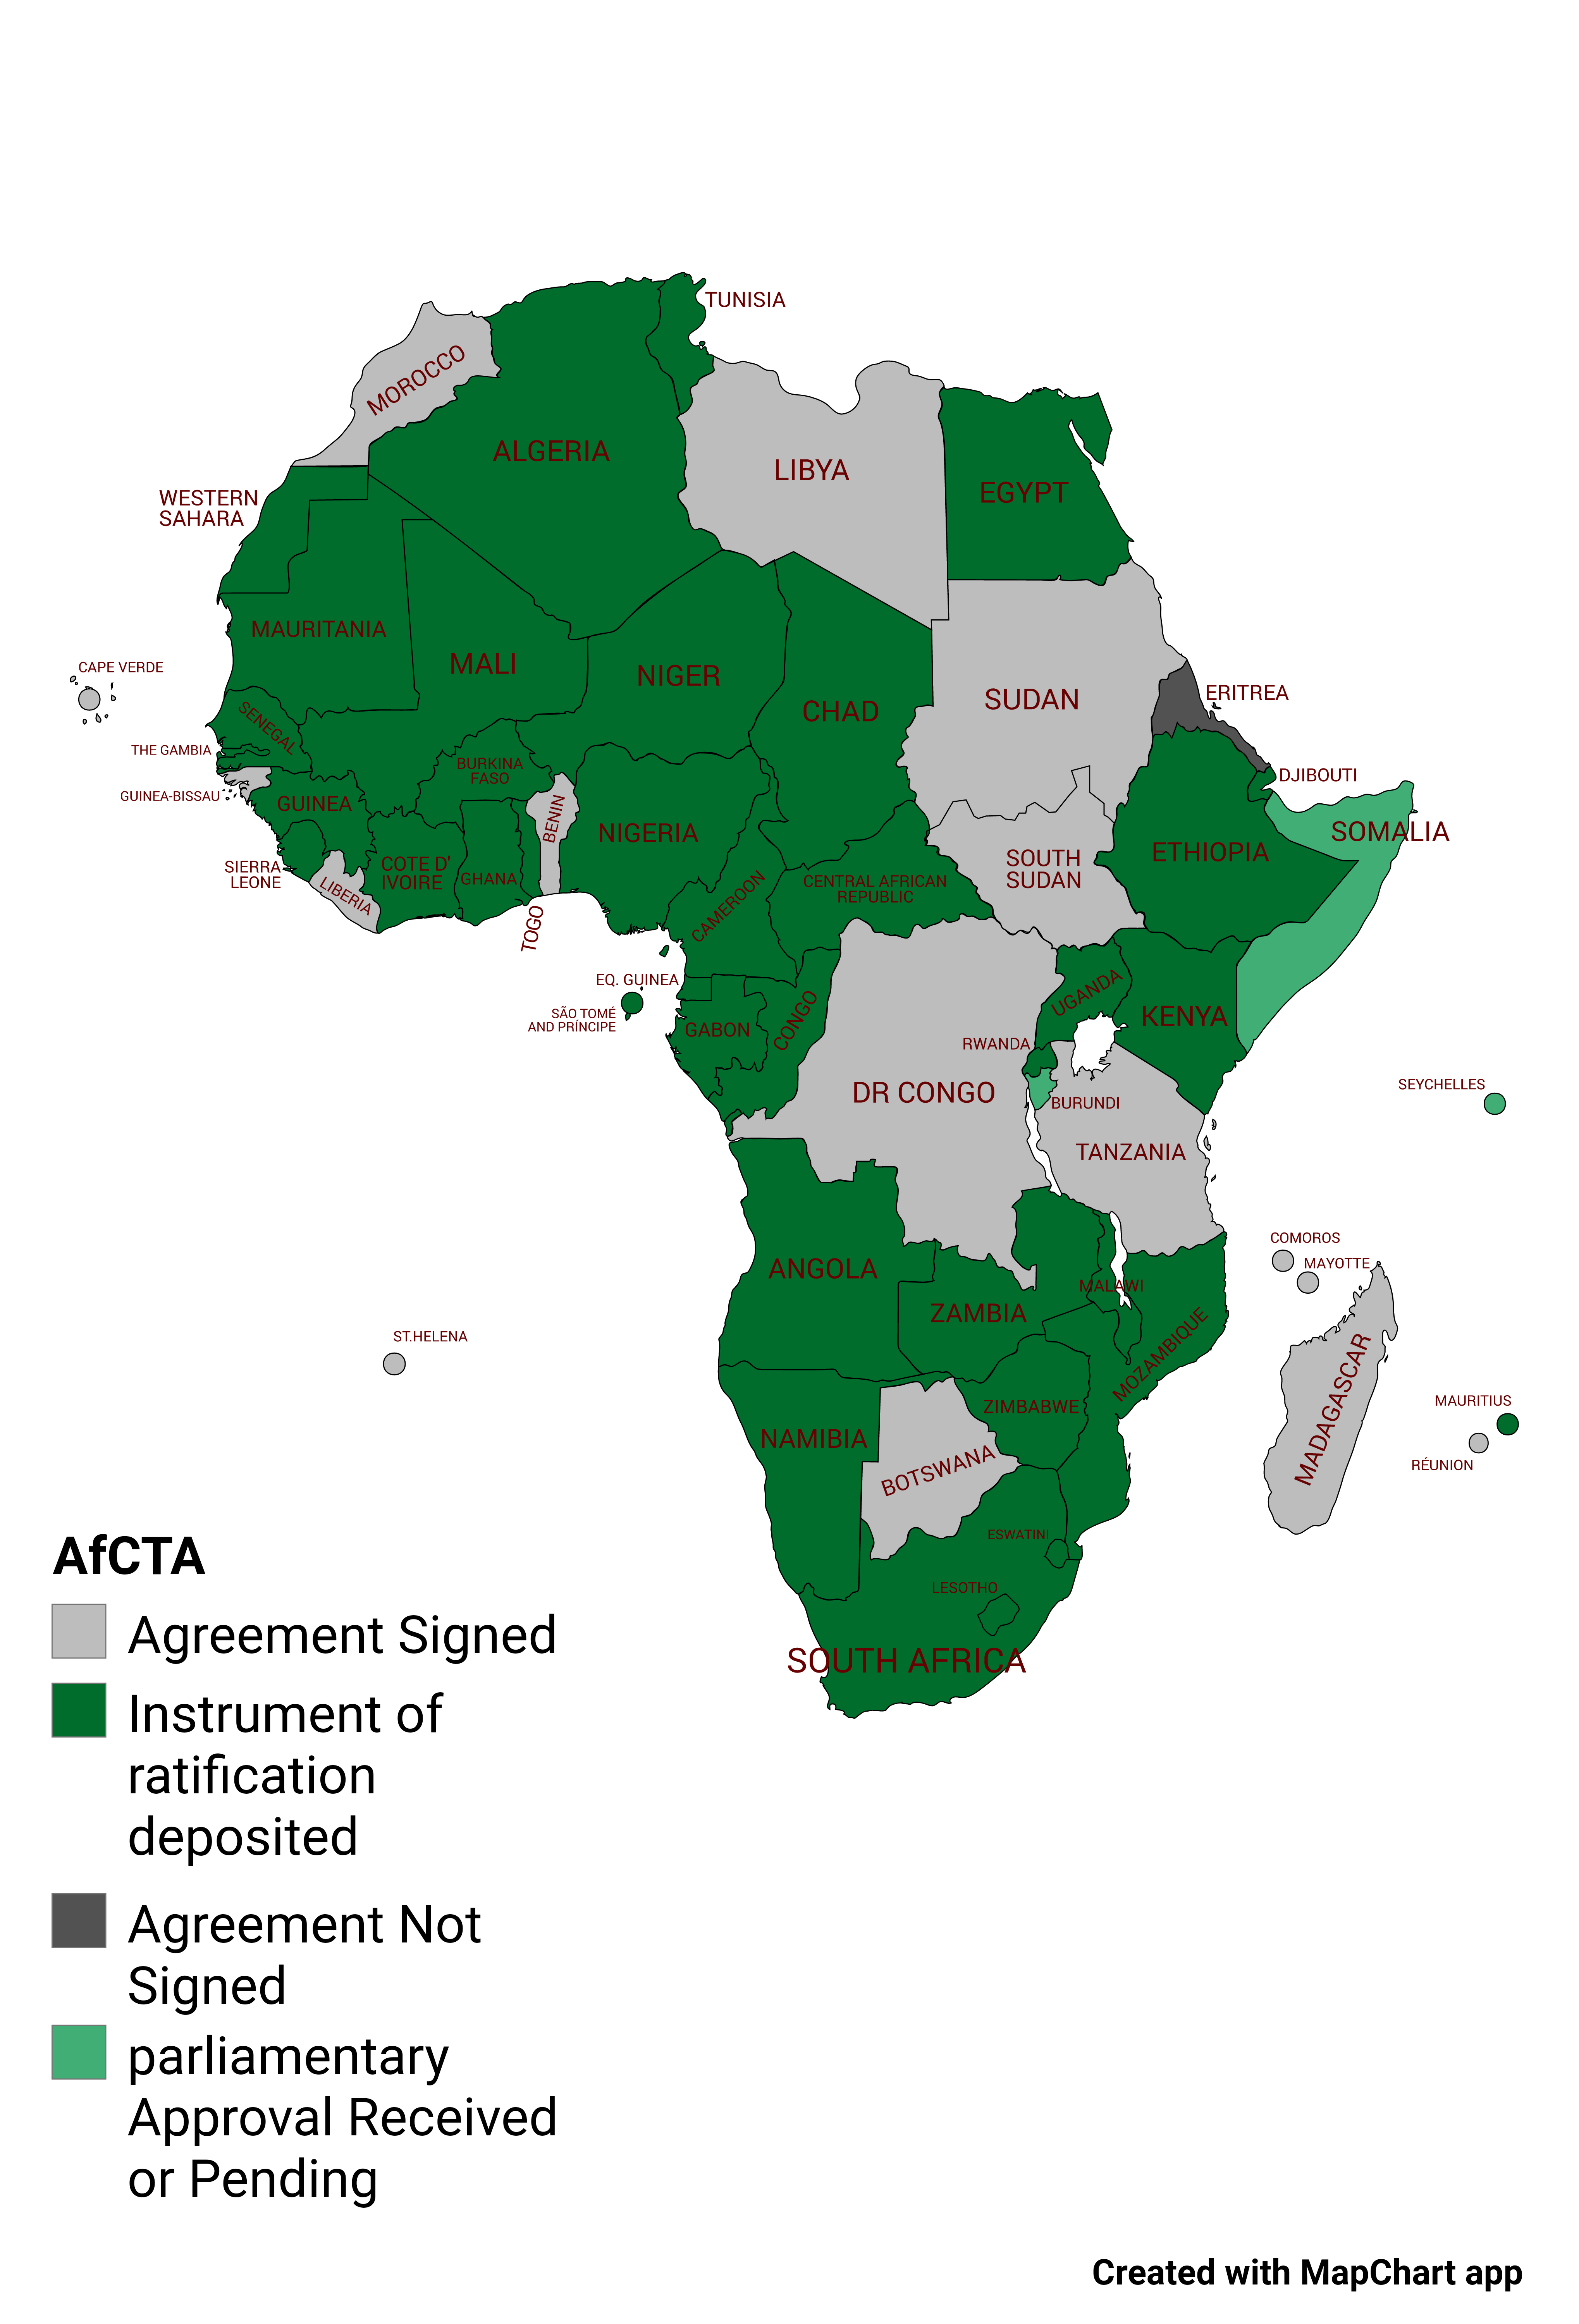 TUNISIA
MOROCCO
ALGERIA
LIBYA
EGYPT
WESTERN
SAHARA
MAURITANIA
MALI
NIGER
CHAD
SUDAN
ERITREA
CAPE VERDE
SENEGAL
THE GAMBIA
GUINEA-BISSAU
GUINEA
BURKINA
FASO
BENIN
NIGERIA
DJIBOUTI
SOMALIA
ETHIOPIA
SOUTH
SUDAN
SIERRA
LEONE
LIBERIA
COTE D'
IVOIRE
GHANA
TOGO
CAMEROON
CENTRAL AFRICAN
REPUBLIC
EQ. GUINEA
SÃO TOMÉ
AND PRÍNCIPE
GABON
CONGO
UGANDA
KENYA
RWANDA
DR CONGO
BURUNDI
SEYCHELLES
TANZANIA
COMOROS
MAYOTTE
ANGOLA
ZAMBIA
MALAWI
MOZAMBIQUE
ST.HELENA
MADAGASCAR
MAURITIUS
RÉUNION
ZIMBABWE
NAMIBIA
BOTSWANA
ESWATINI
LESOTHO
SOUTH AFRICA
AfCTA
Agreement Signed
Instrument of
ratification
deposited
Agreement Not
Signed
parliamentary
Approval Received
or Pending
Created with MapChart app